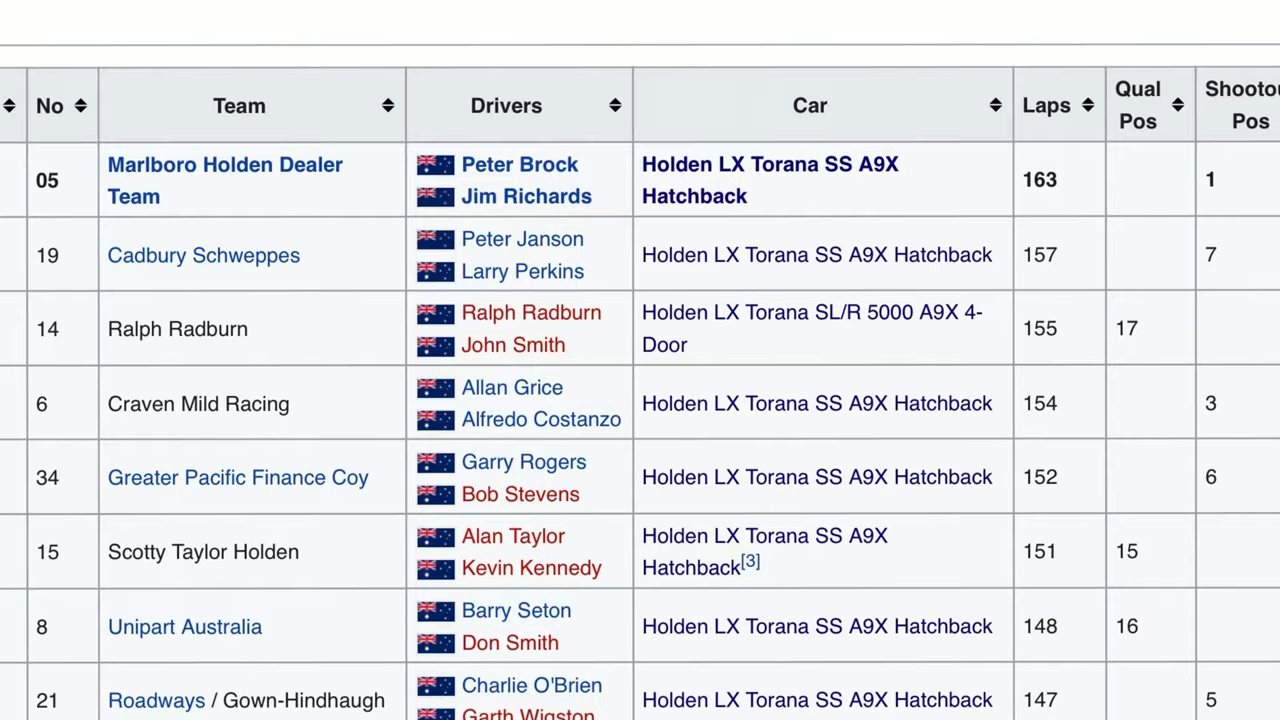 No Team Drivers Car Laps Qual Pos Shootou Pos
05 Marlboro Holden Dealer Team Peter Brock Jim Richards Holden LX Torana SS A9X Hatchback 163 1
19 Cadbury Schweppes Peter Janson Larry Perkins Holden LX Torana SS A9X Hatchback 157 7
14 Ralph Radburn Ralph Radburn John Smith Holden LX Torana SL/R 5000 A9X 4-Door 155 17
6 Craven Mild Racing Allan Grice Alfredo Costanzo Holden LX Torana SS A9X Hatchback 154 3
34 Greater Pacific Finance Coy Garry Rogers Bob Stevens Holden LX Torana SS A9X Hatchback 152 6
15 Scotty Taylor Holden Alan Taylor Kevin Kennedy Holden LX Torana SS A9X Hatchback[3] 151 15
8 Unipart Australia Barry Seton Don Smith Holden LX Torana SS A9X Hatchback 148 16
21 Roadways / Gown-Hindhaugh Charlie O'Brien Garth Wigston Holden LX Torana SS A9X Hatchback 147 5